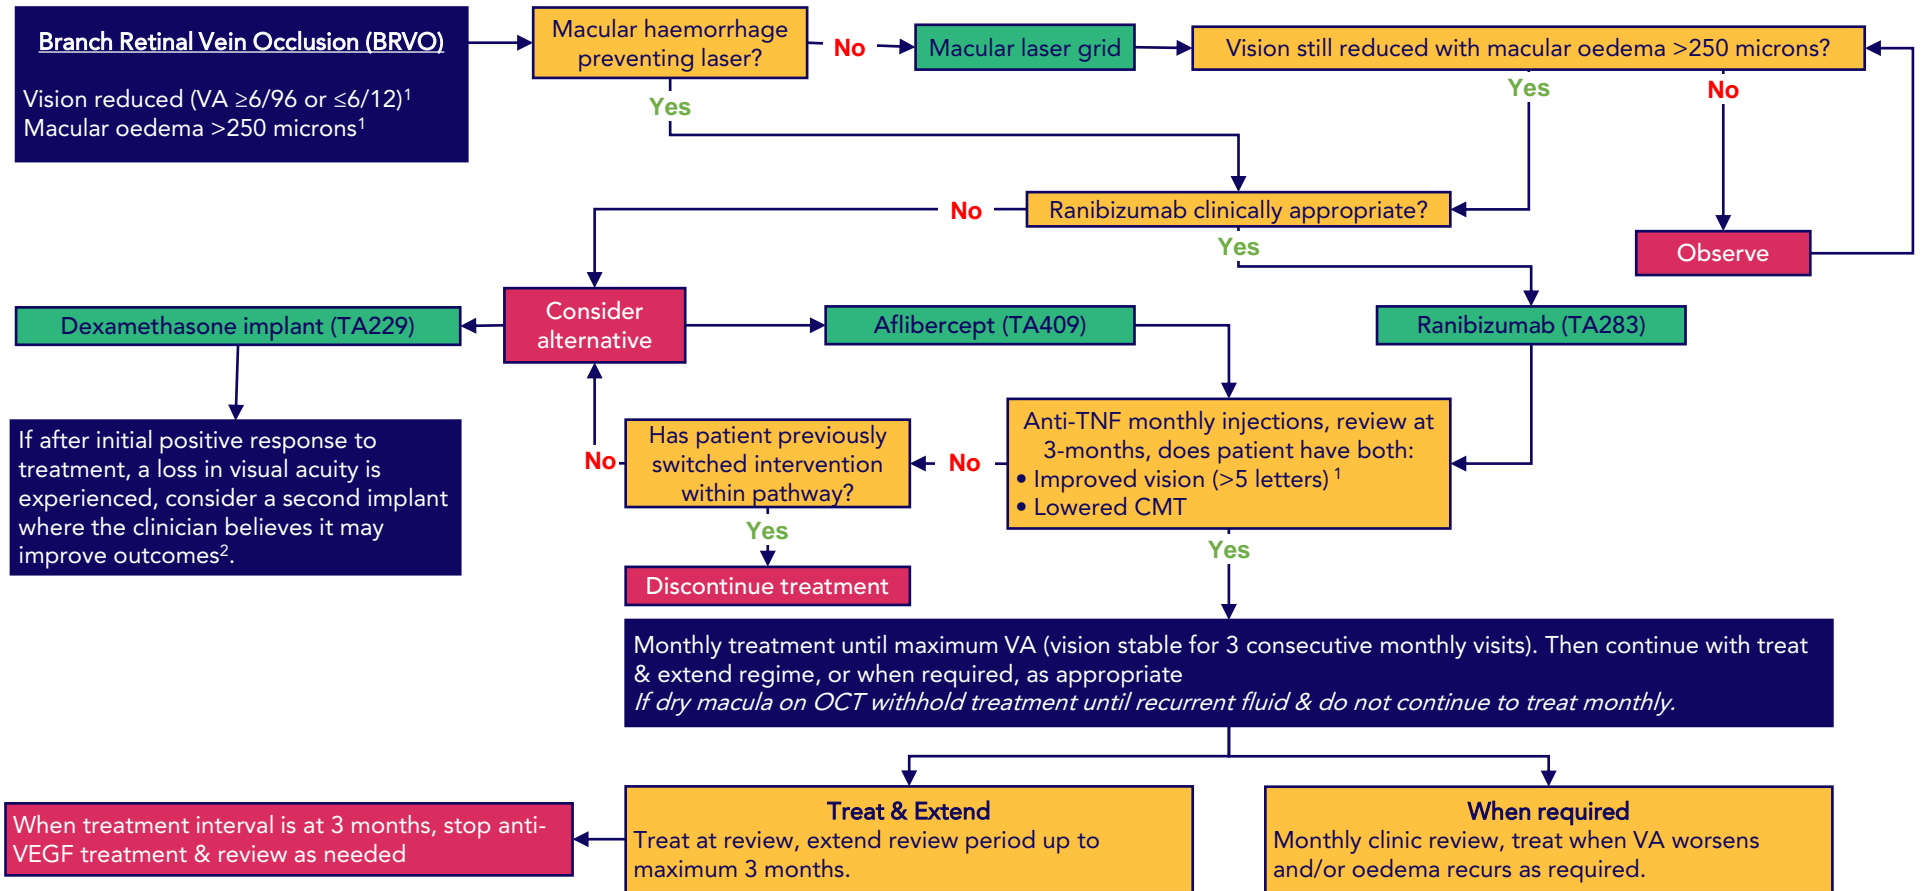 Branch Retinal Vein Occlusion (BRVO)
Vision reduced (VA ≥6/96 or ≤6/12)¹
Macular oedema >250 microns¹
Macular haemorrhage
preventing laser?
No
Macular laser grid
Vision still reduced with macular oedema >250 microns?
Yes
Yes
No
Ranibizumab clinically appropriate?
No
Yes
Observe
Consider
alternative
Dexamethasone implant (TA229)
Aflibercept (TA409)
Ranibizumab (TA283)
If after initial positive response to
treatment, a loss in visual acuity is
experienced, consider a second implant
where the clinician believes it may
improve outcomes².
Has patient previously
switched intervention
within pathway?
No
No
Anti-TNF monthly injections, review at
3-months, does patient have both:
• Improved vision (>5 letters) ¹
• Lowered CMT
Yes
Yes
Discontinue treatment
Monthly treatment until maximum VA (vision stable for 3 consecutive monthly visits). Then continue with treat
& extend regime, or when required, as appropriate
If dry macula on OCT withhold treatment until recurrent fluid & do not continue to treat monthly.
When treatment interval is at 3 months, stop anti-
VEGF treatment & review as needed
Treat & Extend
Treat at review, extend review period up to
maximum 3 months.
When required
Monthly clinic review, treat when VA worsens
and/or oedema recurs as required.